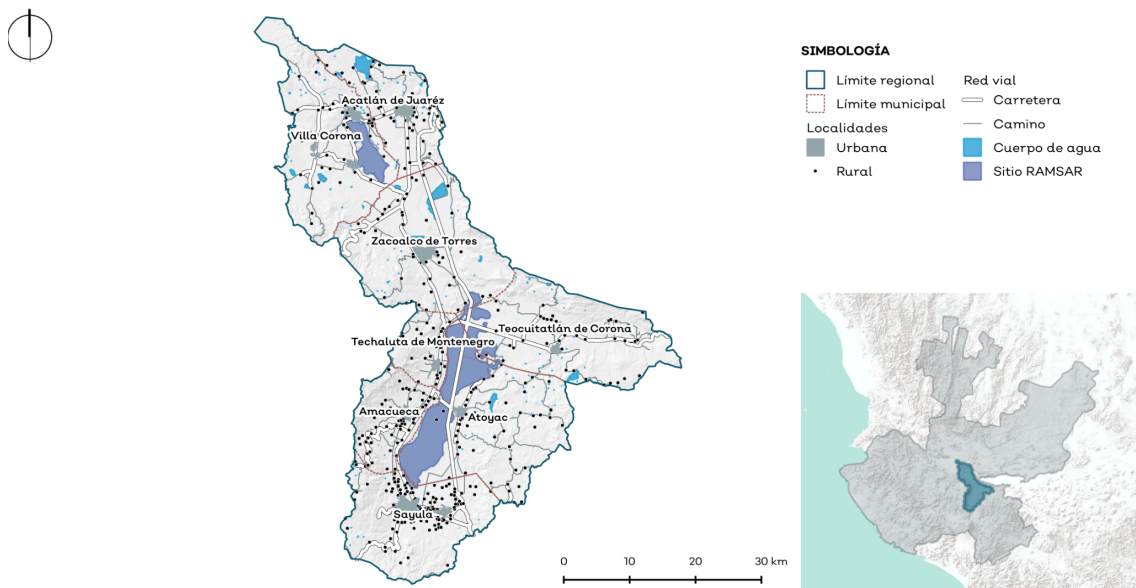 Acatlán de Juaréz
Villa Corona
Zacoalco de Torres
Teocuitatlán de Corona
Techaluta de Montenegro
Amacueca
Atoyac
Sayula
0 10 20 30 km
SIMBOLOGÍA
Límite regional
Límite municipal
Localidades
Urbana
Rural
Red vial
Carretera
Camino
Cuerpo de agua
Sitio RAMSAR